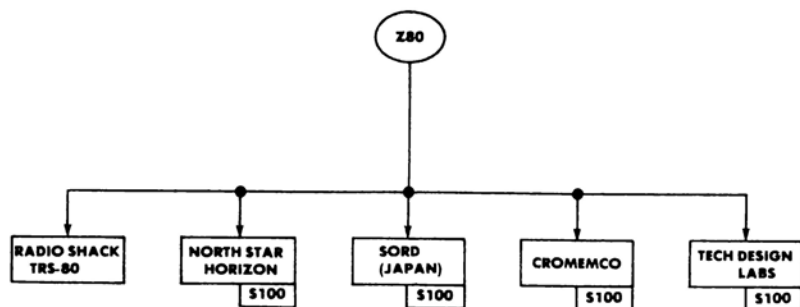 Z80
RADIO SHACK
TRS-80
NORTH STAR
HORIZON
S100
SORD
(JAPAN)
S100
CROMEMCO
S100
TECH DESIGN
LABS
S100